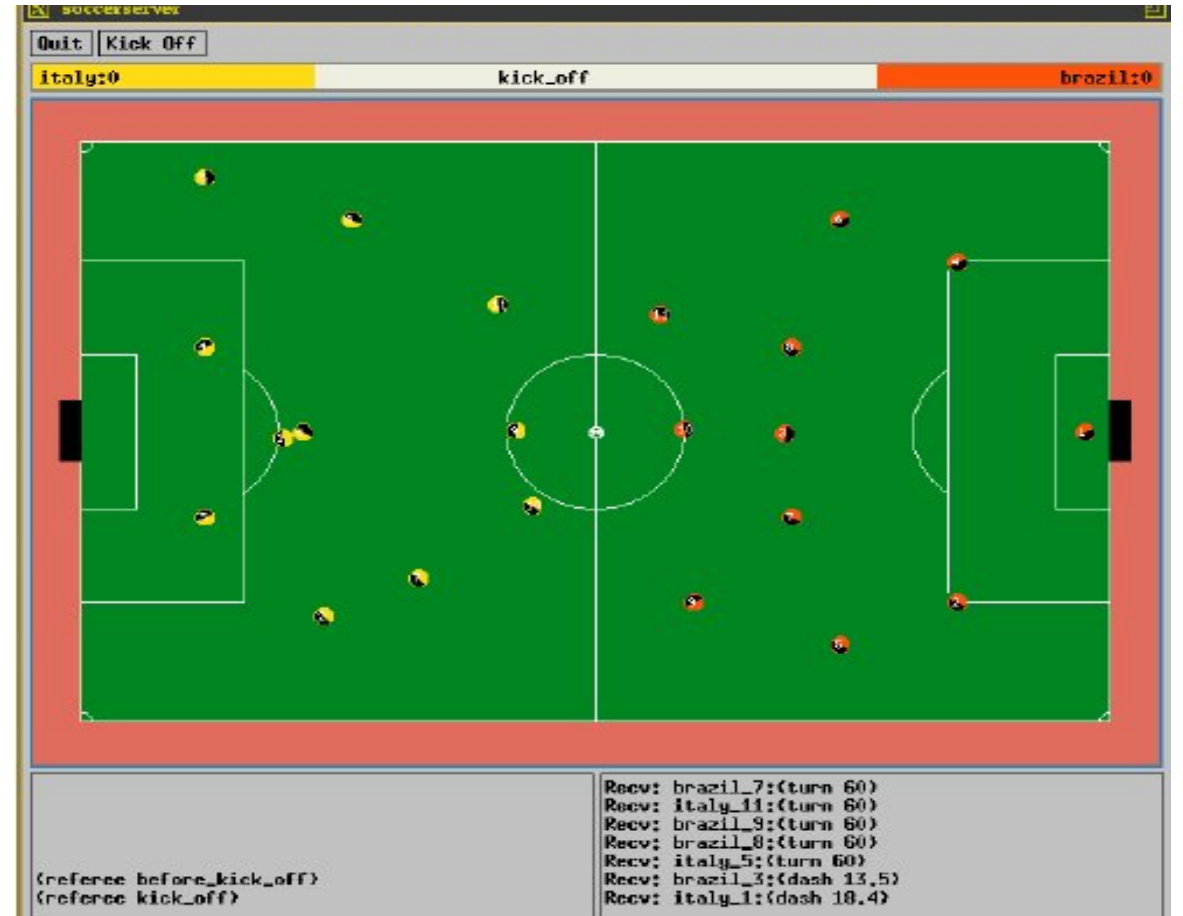 soccerserver
Quit Kick Off
italy:0 kick_off brazil:0
(referee before_kick_off)
(referee kick_off)
Recv: brazil_7:(turn 60)
Recv: italy_11:(turn 60)
Recv: brazil_9:(turn 60)
Recv: brazil_8:(turn 60)
Recv: italy_5:(turn 60)
Recv: brazil_3:(dash 13.5)
Recv: italy_1:(dash 18.4)